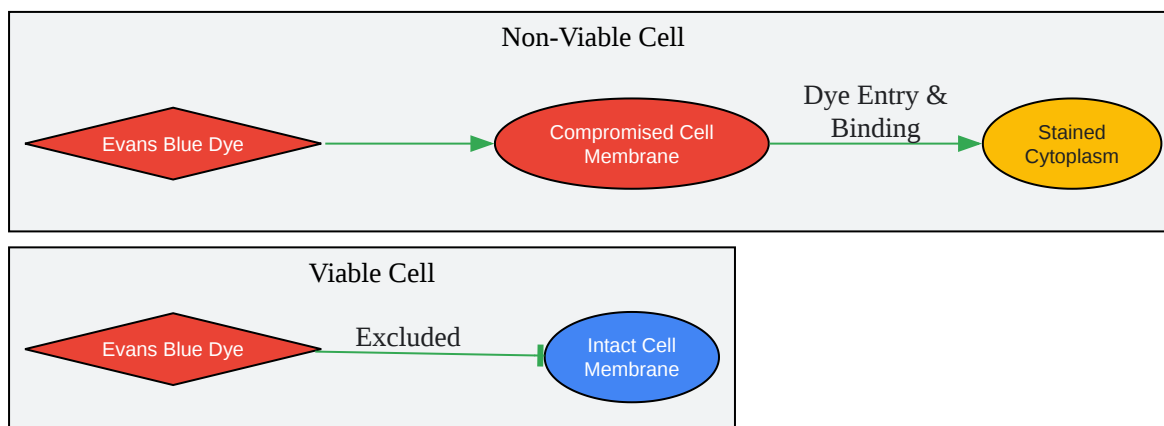 Non-Viable Cell
Evans Blue Dye
Compromised Cell
Membrane
Dye Entry &
Binding
Stained
Cytoplasm
Viable Cell
Evans Blue Dye
Excluded
Intact Cell
Membrane